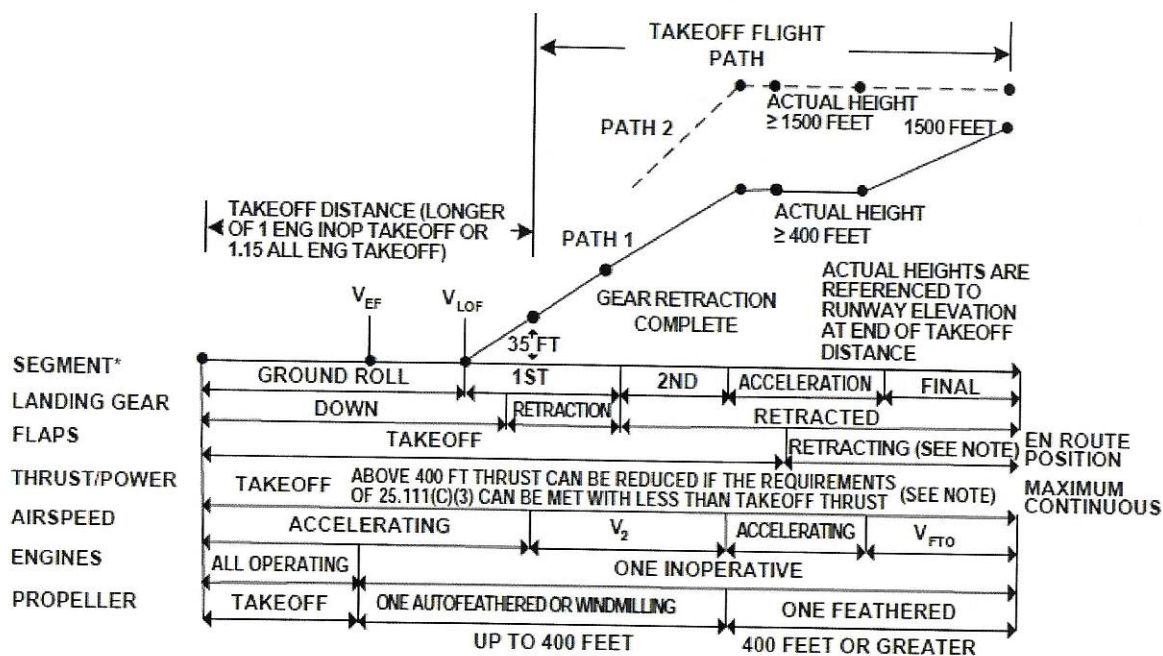 TAKEOFF FLIGHT
PATH
ACTUAL HEIGHT
≥ 1500 FEET
1500 FEET
PATH 2
TAKEOFF DISTANCE (LONGER
OF 1 ENG INOP TAKEOFF OR
1.15 ALL ENG TAKEOFF)
PATH 1
ACTUAL HEIGHT
≥ 400 FEET
VEF
VLOF
GEAR RETRACTION
COMPLETE
ACTUAL HEIGHTS ARE
REFERENCED TO
RUNWAY ELEVATION
AT END OF TAKEOFF
DISTANCE
35 FT
SEGMENT*
GROUND ROLL
1ST
2ND
ACCELERATION
FINAL
LANDING GEAR
DOWN
RETRACTION
RETRACTED
FLAPS
TAKEOFF
RETRACTING (SEE NOTE)
EN ROUTE
POSITION
THRUST/POWER
TAKEOFF
ABOVE 400 FT THRUST CAN BE REDUCED IF THE REQUIREMENTS
OF 25.111(C)(3) CAN BE MET WITH LESS THAN TAKEOFF THRUST
(SEE NOTE)
MAXIMUM
CONTINUOUS
AIRSPEED
ACCELERATING
V2
ACCELERATING
VFTO
ENGINES
ALL OPERATING
ONE INOPERATIVE
PROPELLER
TAKEOFF
ONE AUTOFEATHERED OR WINDMILLING
ONE FEATHERED
UP TO 400 FEET
400 FEET OR GREATER